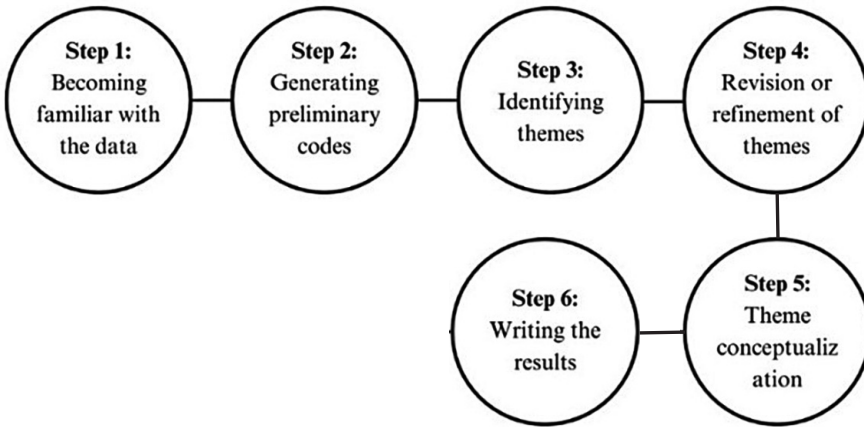 Step 1:
Becoming
familiar with
the data
Step 2:
Generating
preliminary
codes
Step 3:
Identifying
themes
Step 4:
Revision or
refinement of
themes
Step 5:
Theme
conceptualiz
ation
Step 6:
Writing the
results